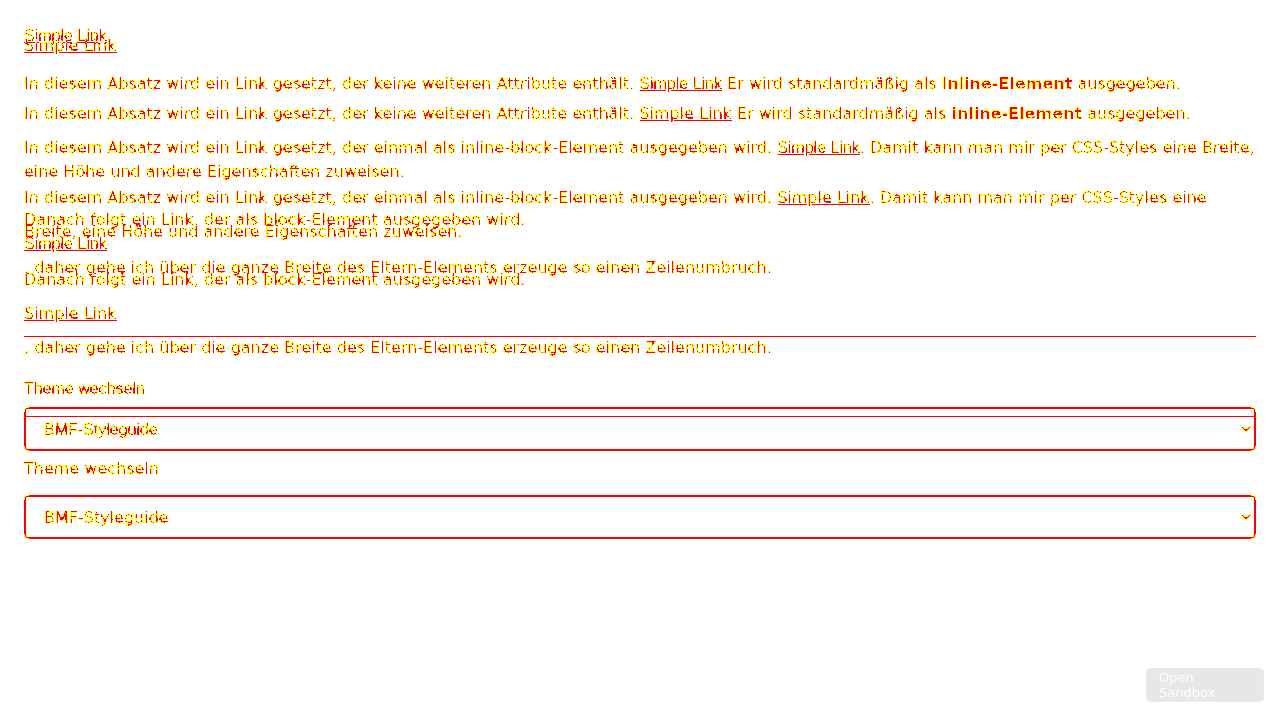 Simple Link
Simple Link
In diesem Absatz wird ein Link gesetzt, der keine weiteren Attribute enthält. Simple Link Er wird standardmäßig als Inline-Element ausgegeben.
In diesem Absatz wird ein Link gesetzt, der keine weiteren Attribute enthält. Simple Link Er wird standardmäßig als inline-Element ausgegeben.
In diesem Absatz wird ein Link gesetzt, der einmal als inline-block-Element ausgegeben wird. Simple Link. Damit kann man mir per CSS-Styles eine Breite,
eine Höhe und andere Eigenschaften zuweisen.
In diesem Absatz wird ein Link gesetzt, der einmal als inline-block-Element ausgegeben wird. Simple Link. Damit kann man mir per CSS-Styles eine
Danach folgt ein Link, der als block-Element ausgegeben wird.
Breite, eine Höhe und andere Eigenschaften zuweisen.
Simple Link
, daher gehe ich über die ganze Breite des Eltern-Elements erzeuge so einen Zeilenumbruch.
Danach folgt ein Link, der als block-Element ausgegeben wird.
Simple Link
, daher gehe ich über die ganze Breite des Eltern-Elements erzeuge so einen Zeilenumbruch.
Theme wechseln
BMF-Styleguide
Theme wechseln
BMF-Styleguide
Open
Sandbox